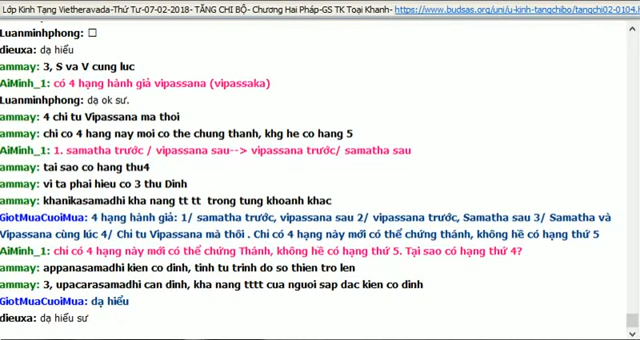 Lớp Kinh Tạng Vietheravada-Thứ Tư-07-02-2018- TĂNG CHI BỘ- Chương Hai Pháp-GS TK Toại Khanh- https://www.budsas.org/uni/u-kinh-tangchibo/tangchi02-0104.h
Luanminhphong: □
dieuxa: dạ hiểu
ammay: 3, S va V cung luc
AiMinh_1: có 4 hạng hành giả vipassana (vipassaka)
Luanminhphong: dạ ok sư.
ammay: 4 chi tu Vipassana ma thoi
ammay: chi co 4 hang nay moi co the chung thanh, khg he co hang 5
AiMinh_1: 1. samatha trước / vipassana sau--> vipassana trước/ samatha sau
ammay: tai sao co hang thu4
ammay: vi ta phai hieu co 3 thu Dinh
ammay: khanikasamadhi kha nang tt tt trong tung khoanh khac
GiotMuaCuoiMua: 4 hạng hành giả: 1/ samatha trước, vipassana sau 2/ vipassana trước, Samatha sau 3/ Samatha và
Vipassana cùng lúc 4/ Chi tu Vipassana mà thôi . Chỉ có 4 hạng này mới có thể chứng thánh, không hề có hạng thứ 5
AiMinh_1: chỉ có 4 hạng này mới có thể chứng Thánh, không hề có hạng thứ 5. Tại sao có hạng thứ 4?
ammay: appanasamadhi kien co dinh, tinh tu trinh do so thien tro len
ammay: 3, upacarasamadhi can dinh, kha nang tttt cua nguoi sap dac kien co dinh
GiotMuaCuoiMua: dạ hiểu
dieuxa: dạ hiểu sư